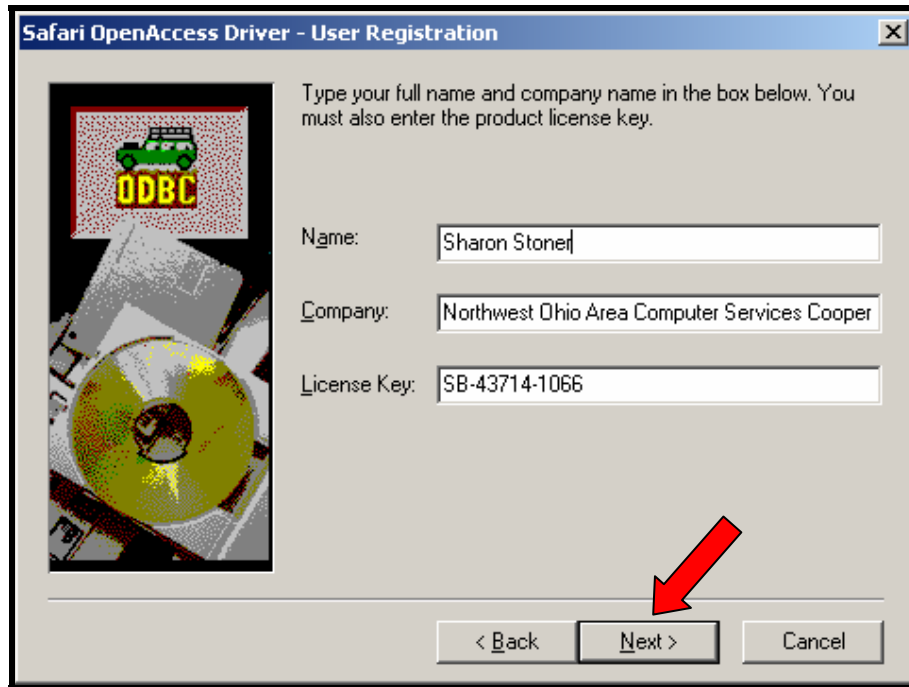 Safari OpenAccess Driver - User Registration
Type your full name and company name in the box below. You
must also enter the product license key.
ODBC
Name: Sharon Stoner
Company: Northwest Ohio Area Computer Services Cooper
License Key: SB-43714-1066
< Back Next > Cancel